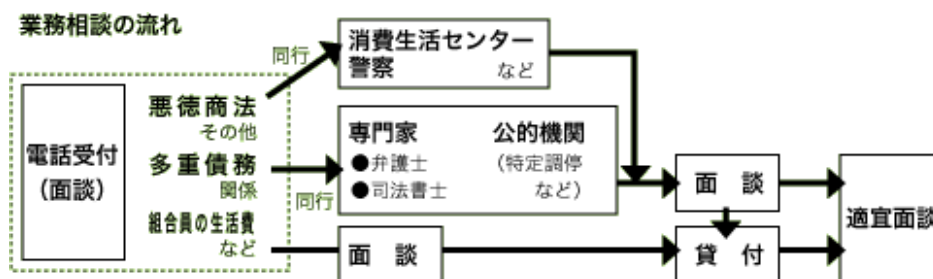 業務相談の流れ
電話受付
（面談）
悪徳商法
その他
多重債務
関係
組合員の生活費
など
同行
同行
消費生活センター
警察 など
専門家 公的機関
●弁護士 （特定調停
●司法書士 など）
面 談
面 談
貸 付
適宜面談